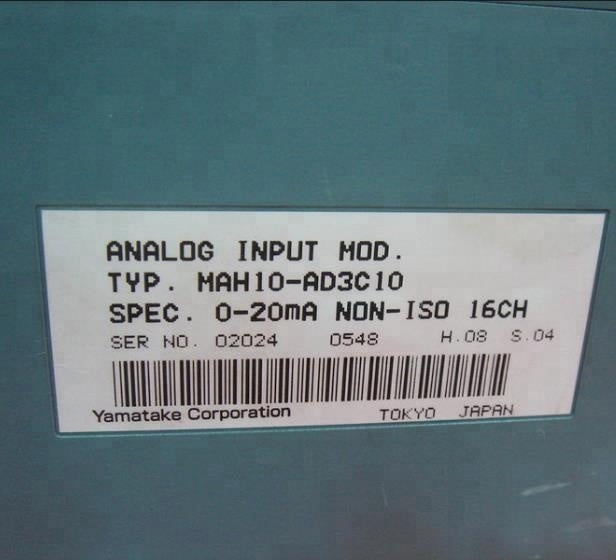 ANALOG INPUT MOD.
TYP. MAH10-AD3C10
SPEC. 0-20mA NON-ISO 16CH
SER NO. 02024 0548 H.08 S.04
Yamatake Corporation TOKYO JAPAN